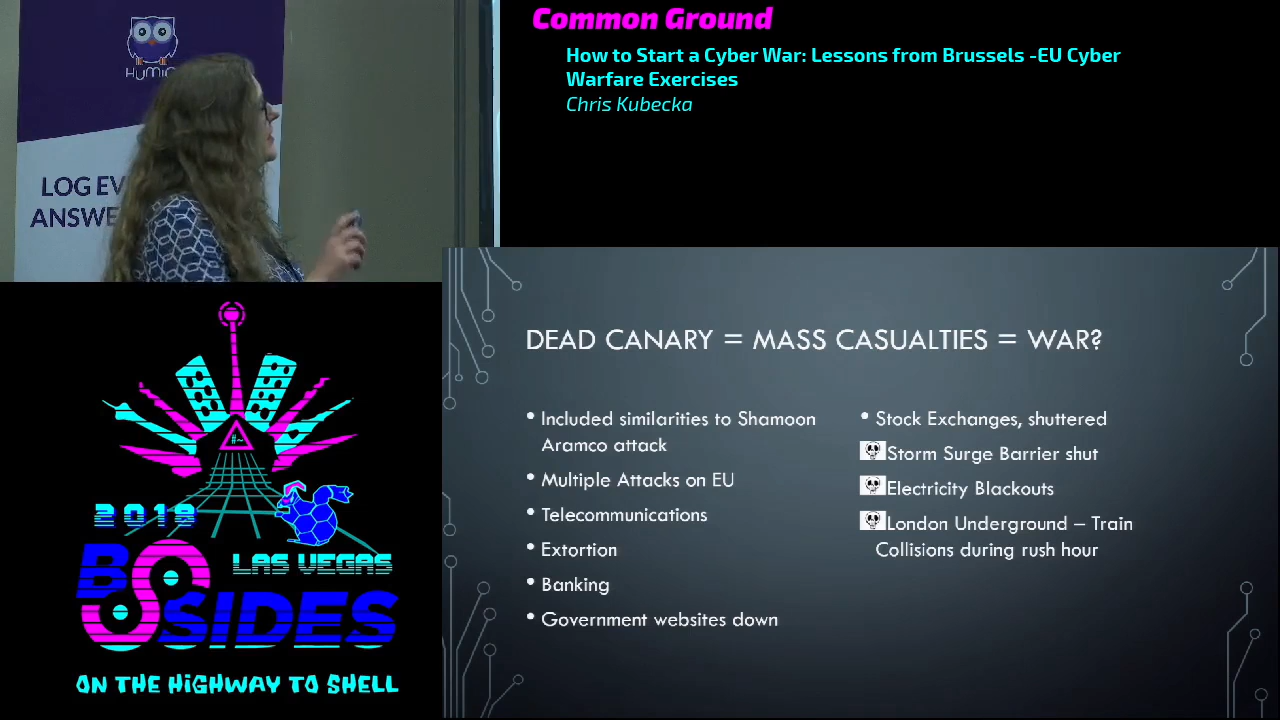 Common Ground
How to Start a Cyber War: Lessons from Brussels -EU Cyber
Warfare Exercises
Chris Kubecka
LOG EV
ANSWE
DEAD CANARY = MASS CASUALTIES = WAR?
• Included similarities to Shamoon
Aramco attack
• Multiple Attacks on EU
• Telecommunications
• Extortion
• Banking
• Government websites down
• Stock Exchanges, shuttered
Storm Surge Barrier shut
Electricity Blackouts
London Underground – Train
Collisions during rush hour
#~
2019
BSIDES
LAS VEGAS
ON THE HIGHWAY TO SHELL